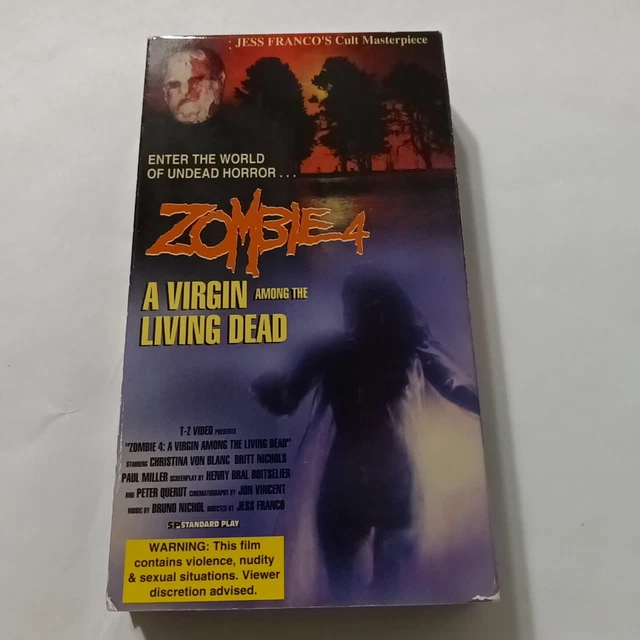 JESS FRANCO'S Cult Masterpiece
ENTER THE WORLD
OF UNDEAD HORROR . . .
ZOMBIE 4
A VIRGIN AMONG THE
LIVING DEAD
T-Z VIDEO PRESENTS
"ZOMBIE 4: A VIRGIN AMONG THE LIVING DEAD"
STARRING CHRISTINA VON BLANC BRITT NICHOLS
PAUL MILLER SCREENPLAY BY HENRY BRAL BOITSELIER
AND PETER QUERUT CINEMATOGRAPHY BY JON VINCENT
MUSIC BY BRUNO NICHOL DIRECTED BY JESS FRANCO
SP STANDARD PLAY
WARNING: This film
contains violence, nudity
& sexual situations. Viewer
discretion advised.